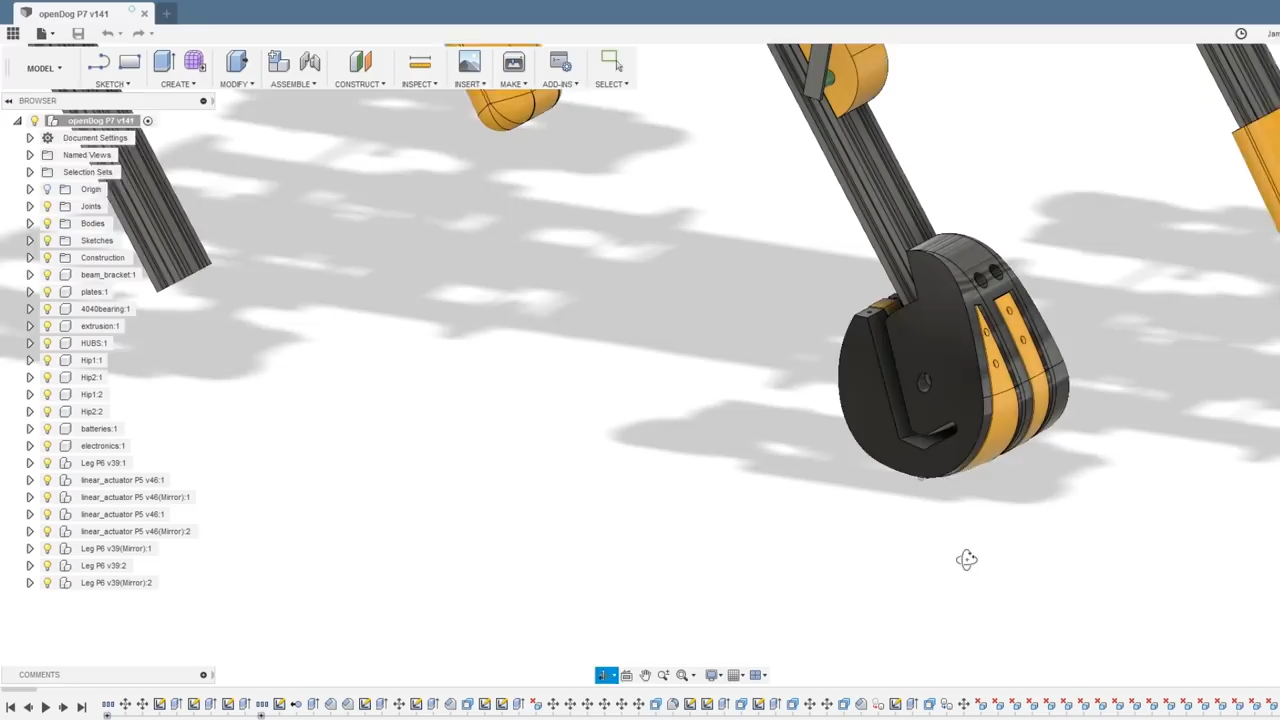 openDog P7 v141
Jam
MODEL
SKETCH
CREATE
MODIFY
ASSEMBLE
CONSTRUCT
INSPECT
INSERT
MAKE
ADD-INS
SELECT
BROWSER
openDog P7 v141
Document Settings
Named Views
Selection Sets
Origin
Joints
Bodies
Sketches
Construction
beam_bracket:1
plates:1
4040bearing:1
extrusion:1
HUBS:1
Hip1:1
Hip2:1
Hip1:2
Hip2:2
batteries:1
electronics:1
Leg P6 v39:1
linear_actuator P5 v46:1
linear_actuator P5 v46(Mirror):1
linear_actuator P5 v46:1
linear_actuator P5 v46(Mirror):2
Leg P6 v39(Mirror):1
Leg P6 v39:2
Leg P6 v39(Mirror):2
COMMENTS